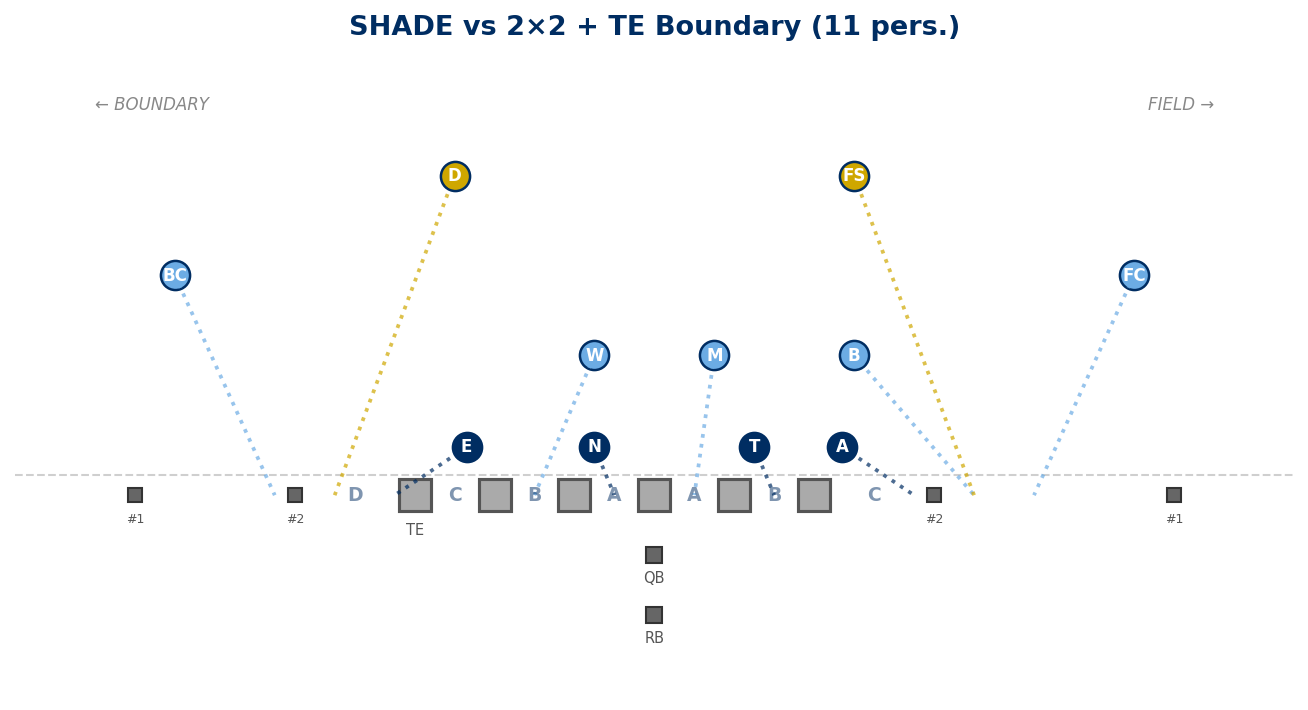 SHADE vs 2×2 + TE Boundary (11 pers.)
← BOUNDARY
FIELD →
D
FS
BC
FC
W
M
B
E
N
T
A
D
C
B
A
A
B
C
#1
#2
#2
#1
TE
QB
RB